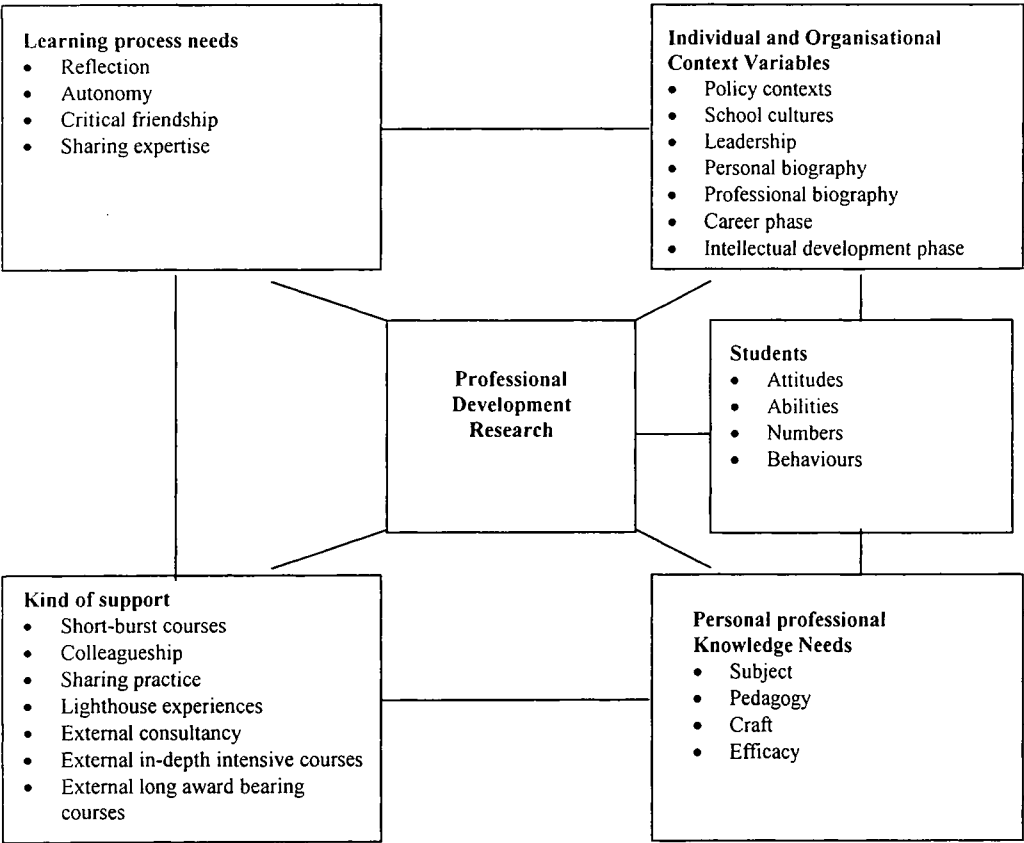 Learning process needs
• Reflection
• Autonomy
• Critical friendship
• Sharing expertise
Individual and Organisational
Context Variables
• Policy contexts
• School cultures
• Leadership
• Personal biography
• Professional biography
• Career phase
• Intellectual development phase
Professional
Development
Research
Students
• Attitudes
• Abilities
• Numbers
• Behaviours
Kind of support
• Short-burst courses
• Colleagueship
• Sharing practice
• Lighthouse experiences
• External consultancy
• External in-depth intensive courses
• External long award bearing
courses
Personal professional
Knowledge Needs
• Subject
• Pedagogy
• Craft
• Efficacy